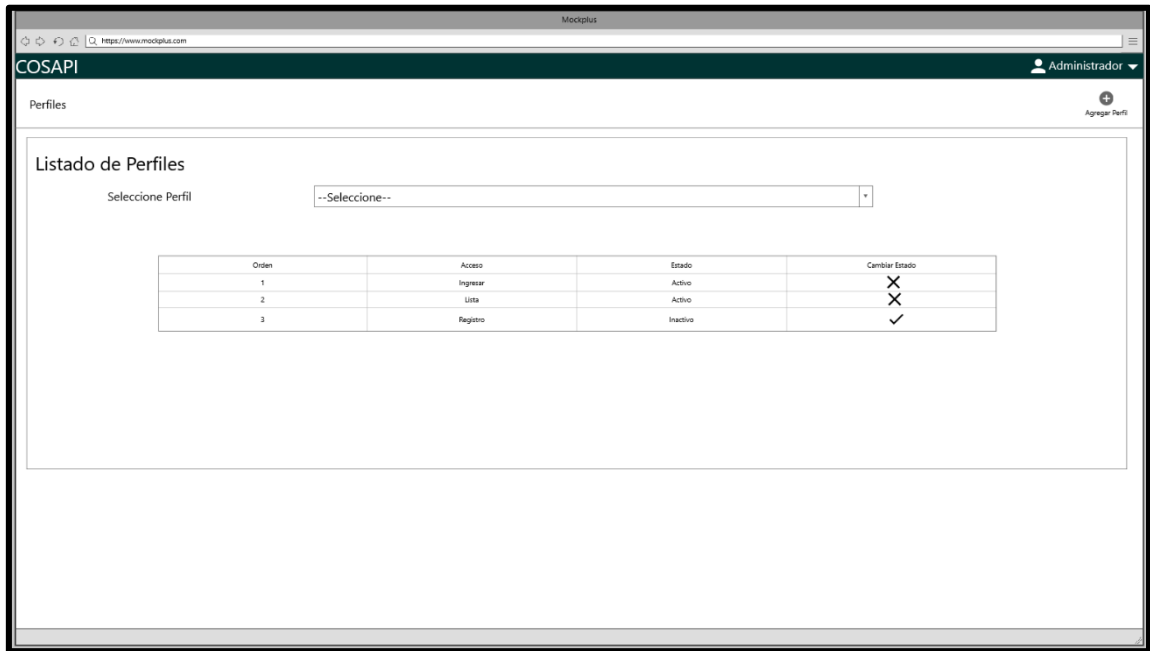 Mockplus
https://www.mockplus.com
COSAPI Administrador
Perfiles
Agregar Perfil
Listado de Perfiles
Seleccione Perfil --Seleccione--
Orden Acceso Estado Cambiar Estado
1 Ingresar Activo
2 Lista Activo
3 Registro Inactivo